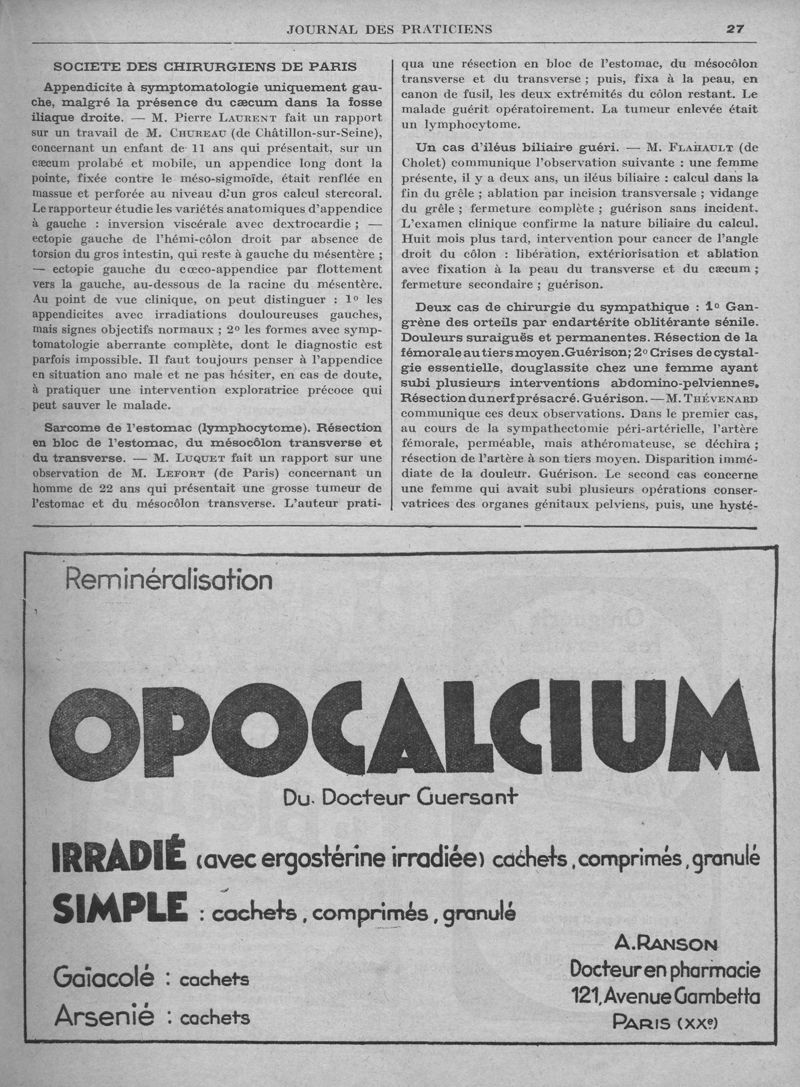 JOURNAL DES PRATICIENS 27
SOCIETE DES CHIRURGIENS DE PARIS
Appendicite à symptomatologie uniquement gau-
che, malgré la présence du cæcum dans la fosse
iliaque droite. — M. Pierre LAURENT fait un rapport
sur un travail de M. CHUREAU (de Châtillon-sur-Seine),
concernant un enfant de 11 ans qui présentait, sur un
cæcum prolabé et mobile, un appendice long dont la
pointe, fixée contre le méso-sigmoïde, était renflée en
massue et perforée au niveau d'un gros calcul stercoral.
Le rapporteur étudie les variétés anatomiques d'appendice
à gauche : inversion viscérale avec dextrocardie ; —
ectopie gauche de l'hémi-côlon droit par absence de
torsion du gros intestin, qui reste à gauche du mésentère ;
— ectopie gauche du cœco-appendice par flottement
vers la gauche, au-dessous de la racine du mésentère.
Au point de vue clinique, on peut distinguer : 1º les
appendicites avec irradiations douloureuses gauches,
mais signes objectifs normaux ; 2º les formes avec symp-
tomatologie aberrante complète, dont le diagnostic est
parfois impossible. Il faut toujours penser à l'appendice
en situation ano male et ne pas hésiter, en cas de doute,
à pratiquer une intervention exploratrice précoce qui
peut sauver le malade.
Sarcome de l'estomac (lymphocytome). Résection
en bloc de l'estomac, du mésocôlon transverse et
du transverse. — M. LUQUET fait un rapport sur une
observation de M. LEFORT (de Paris) concernant un
homme de 22 ans qui présentait une grosse tumeur de
l'estomac et du mésocôlon transverse. L'auteur prati-
qua une résection en bloc de l'estomac, du mésocôlon
transverse et du transverse ; puis, fixa à la peau, en
canon de fusil, les deux extrémités du côlon restant. Le
malade guérit opératoirement. La tumeur enlevée était
un lymphocytome.
Un cas d'iléus biliaire guéri. — M. FLAHAULT (de
Cholet) communique l'observation suivante : une femme
présente, il y a deux ans, un iléus biliaire : calcul dans la
fin du grêle ; ablation par incision transversale ; vidange
du grêle ; fermeture complète ; guérison sans incident.
L'examen clinique confirme la nature biliaire du calcul.
Huit mois plus tard, intervention pour cancer de l'angle
droit du côlon : libération, extériorisation et ablation
avec fixation à la peau du transverse et du cæcum ;
fermeture secondaire ; guérison.
Deux cas de chirurgie du sympathique : 1º Gan-
grène des orteils par endartérite oblitérante sénile.
Douleurs suraiguës et permanentes. Résection de la
fémorale au tiers moyen. Guérison; 2º Crises de cystal-
gie essentielle, douglassite chez une femme ayant
subi plusieurs interventions abdomino-pelviennes.
Résection du nerf présacré. Guérison. — M. THÉVENARD
communique ces deux observations. Dans le premier cas,
au cours de la sympathectomie péri-artérielle, l'artère
fémorale, perméable, mais athéromateuse, se déchira ;
résection de l'artère à son tiers moyen. Disparition immé-
diate de la douleur. Guérison. Le second cas concerne
une femme qui avait subi plusieurs opérations conser-
vatrices des organes génitaux pelviens, puis, une hysté-
Reminéralisation
OPOCALCIUM
Du Docteur Guersant
IRRADIÉ (avec ergostérine irradiée) cachets, comprimés, granulé
SIMPLE : cachets, comprimés, granulé
Gaïacolé : cachets
Arsenié : cachets
A. RANSON
Docteur en pharmacie
121, Avenue Gambetta
PARIS (XXe)